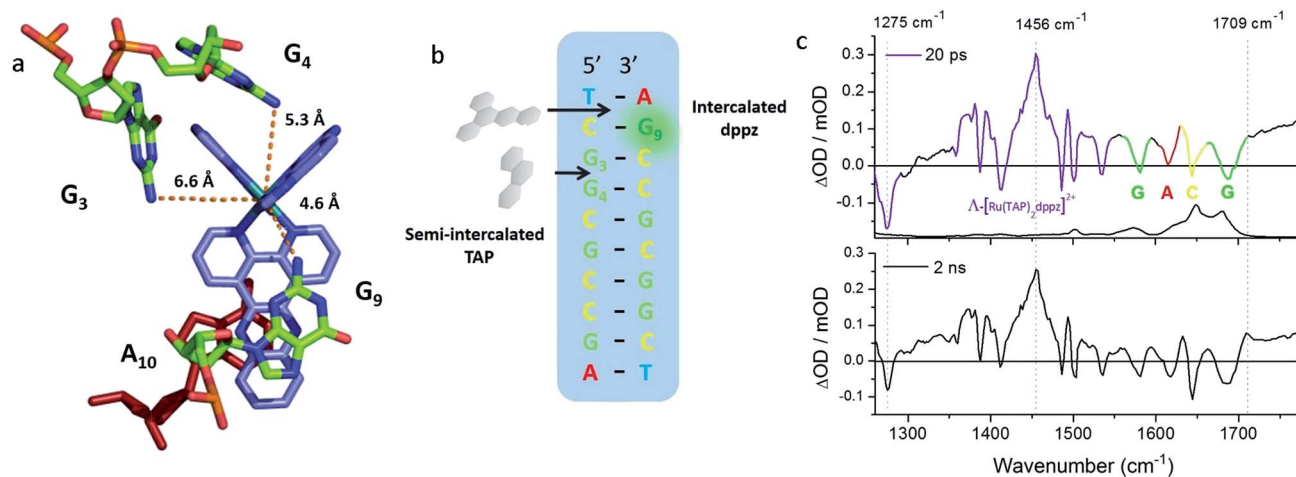 a
G4
G3
5.3 Å
6.6 Å
4.6 Å
G9
A10
b
5' 3'
T - A
C - G9
G3 - C
G4 - C
C - G
G - C
C - G
C - G
G - C
A - T
Intercalated
dppz
Semi-intercalated
TAP
c
1275 cm-1 1456 cm-1 1709 cm-1
20 ps
0.3
0.2
0.1
0.0
-0.1
ΔOD / mOD
Λ-[Ru(TAP)2dppz]2+
G A C G
2 ns
0.3
0.2
0.1
0.0
-0.1
ΔOD / mOD
1300 1400 1500 1600 1700
Wavenumber (cm-1)